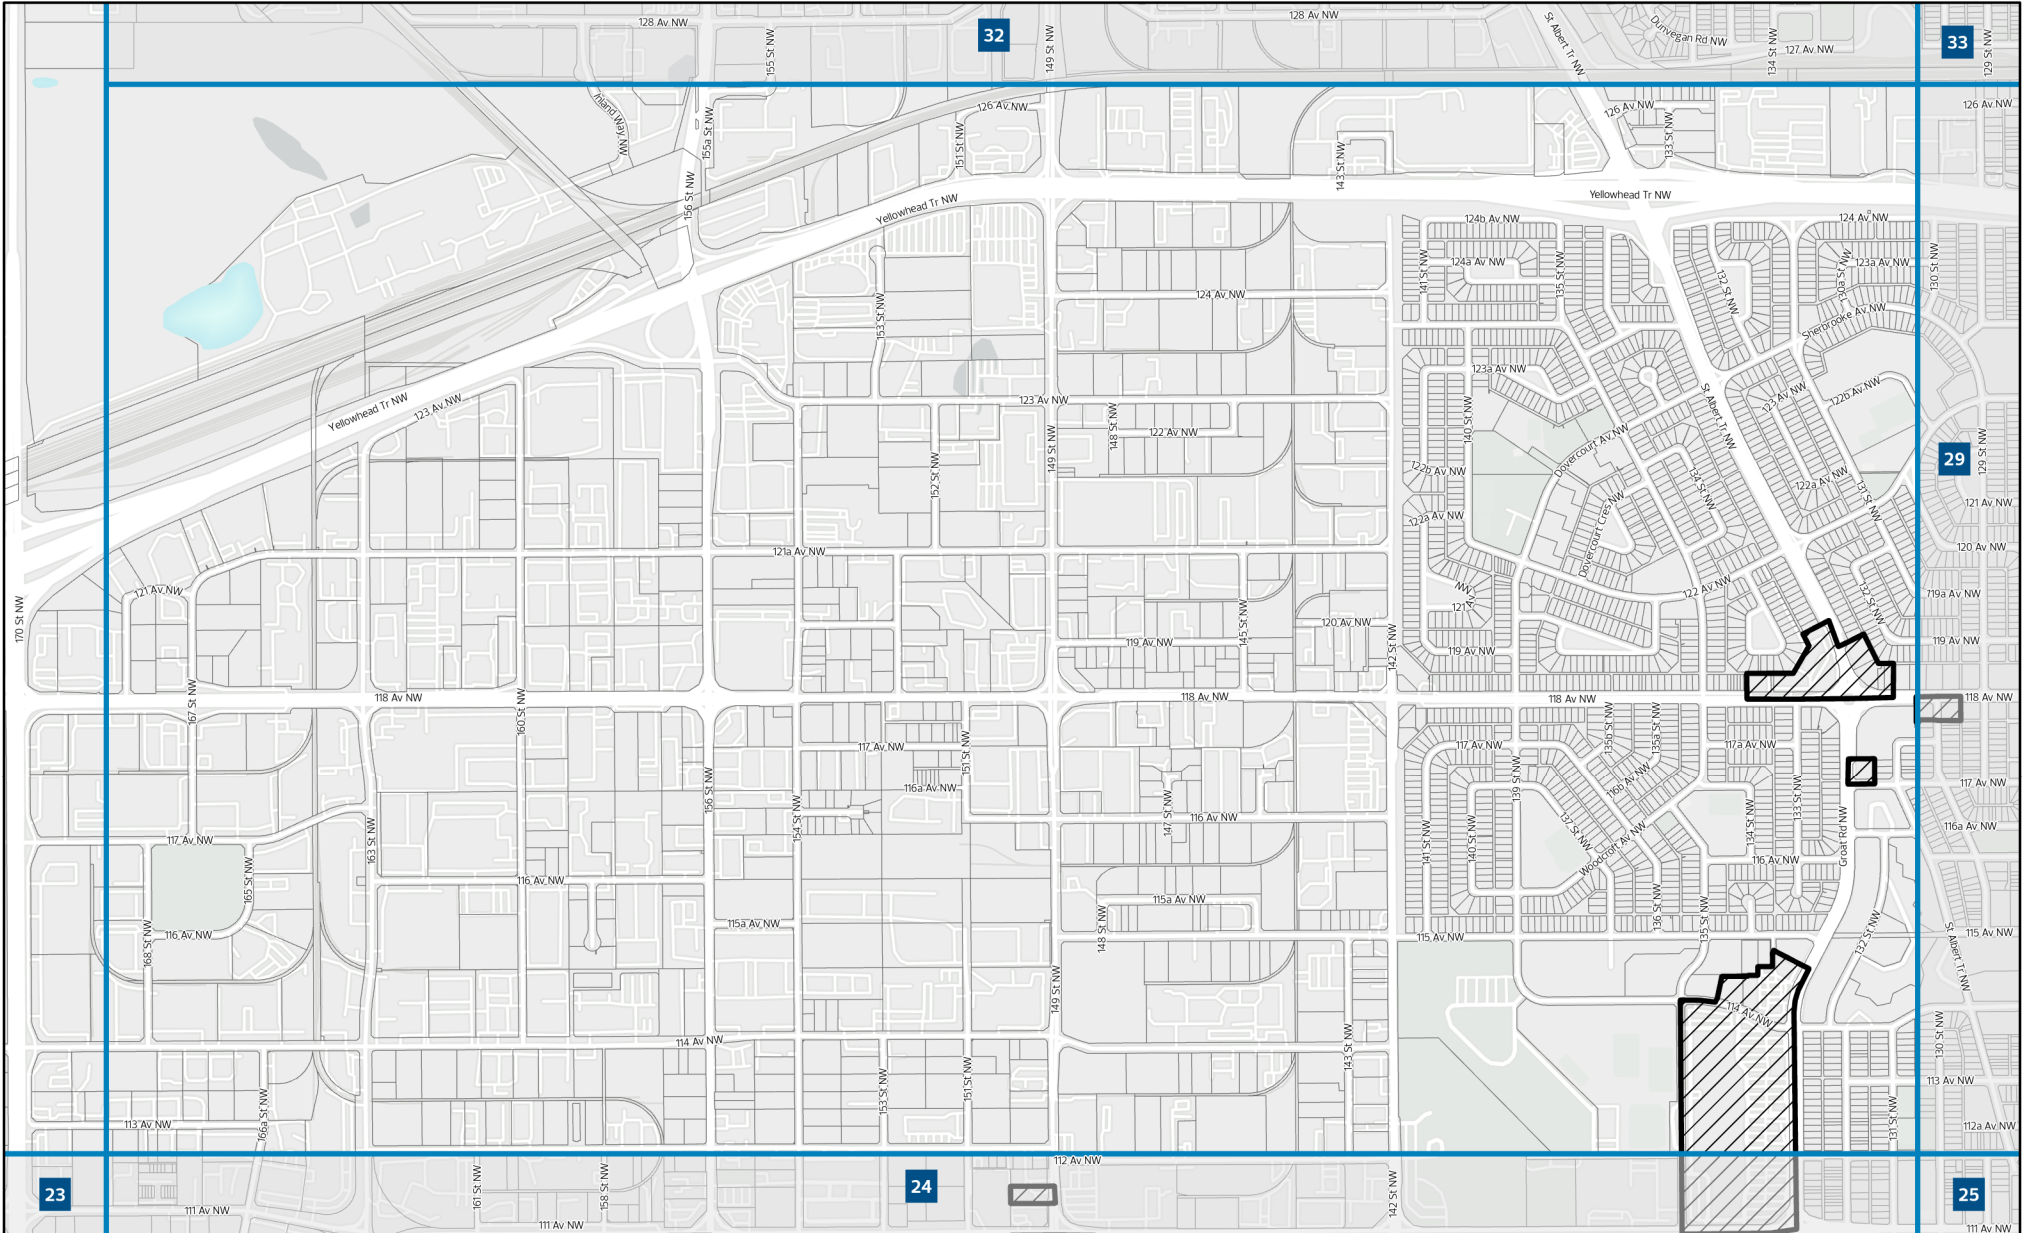 128 Av NW
32
149 St NW
128 Av NW
St Albert Tr NW
Dunvegan Rd NW
134 St NW
127 Av NW
33
129 St NW
155 St NW
Inland Way NW
155a St NW
126 Av NW
151 St NW
143 St NW
126 Av NW
133 St NW
126 Av NW
156 St NW
Yellowhead Tr NW
Yellowhead Tr NW
124b Av NW
124 Av NW
124a Av NW
141 St NW
135 St NW
132 St NW
130a St NW
123a Av NW
130 St NW
153 St NW
124 Av NW
Sherbrooke Av NW
123a Av NW
Yellowhead Tr NW
123 Av NW
123 Av NW
148 St NW
122 Av NW
149 St NW
140 St NW
Dovercourt Av NW
St Albert Tr NW
123 Av NW
122b Av NW
29
129 St NW
152 St NW
122b Av NW
134 St NW
122a Av NW
131 St NW
121 Av NW
122a Av NW
Dovercourt Cres NW
121a Av NW
120 Av NW
170 St NW
121 Av NW
121 Av NW
122 Av NW
132 St NW
119a Av NW
145 St NW
120 Av NW
119 Av NW
142 St NW
119 Av NW
119 Av NW
167 St NW
118 Av NW
160 St NW
118 Av NW
118 Av NW
118 Av NW
117 Av NW
151 St NW
117 Av NW
135b St NW
135a St NW
117a Av NW
156 St NW
154 St NW
116a Av NW
139 St NW
116b Av NW
133 St NW
117 Av NW
117 Av NW
163 St NW
147 St NW
116 Av NW
141 St NW
140 St NW
137 St NW
Woodcroft Av NW
134 St NW
Groat Rd NW
116a Av NW
116 Av NW
165 St NW
116 Av NW
115a Av NW
136 St NW
115a Av NW
148 St NW
135 St NW
132 St NW
St Albert Tr NW
115 Av NW
168 St NW
116 Av NW
115 Av NW
149 St NW
114 Av NW
114 Av NW
143 St NW
130 St NW
153 St NW
151 St NW
113 Av NW
166a St NW
113 Av NW
131 St NW
112a Av NW
112 Av NW
23
161 St NW
158 St NW
24
142 St NW
25
111 Av NW
111 Av NW
111 Av NW